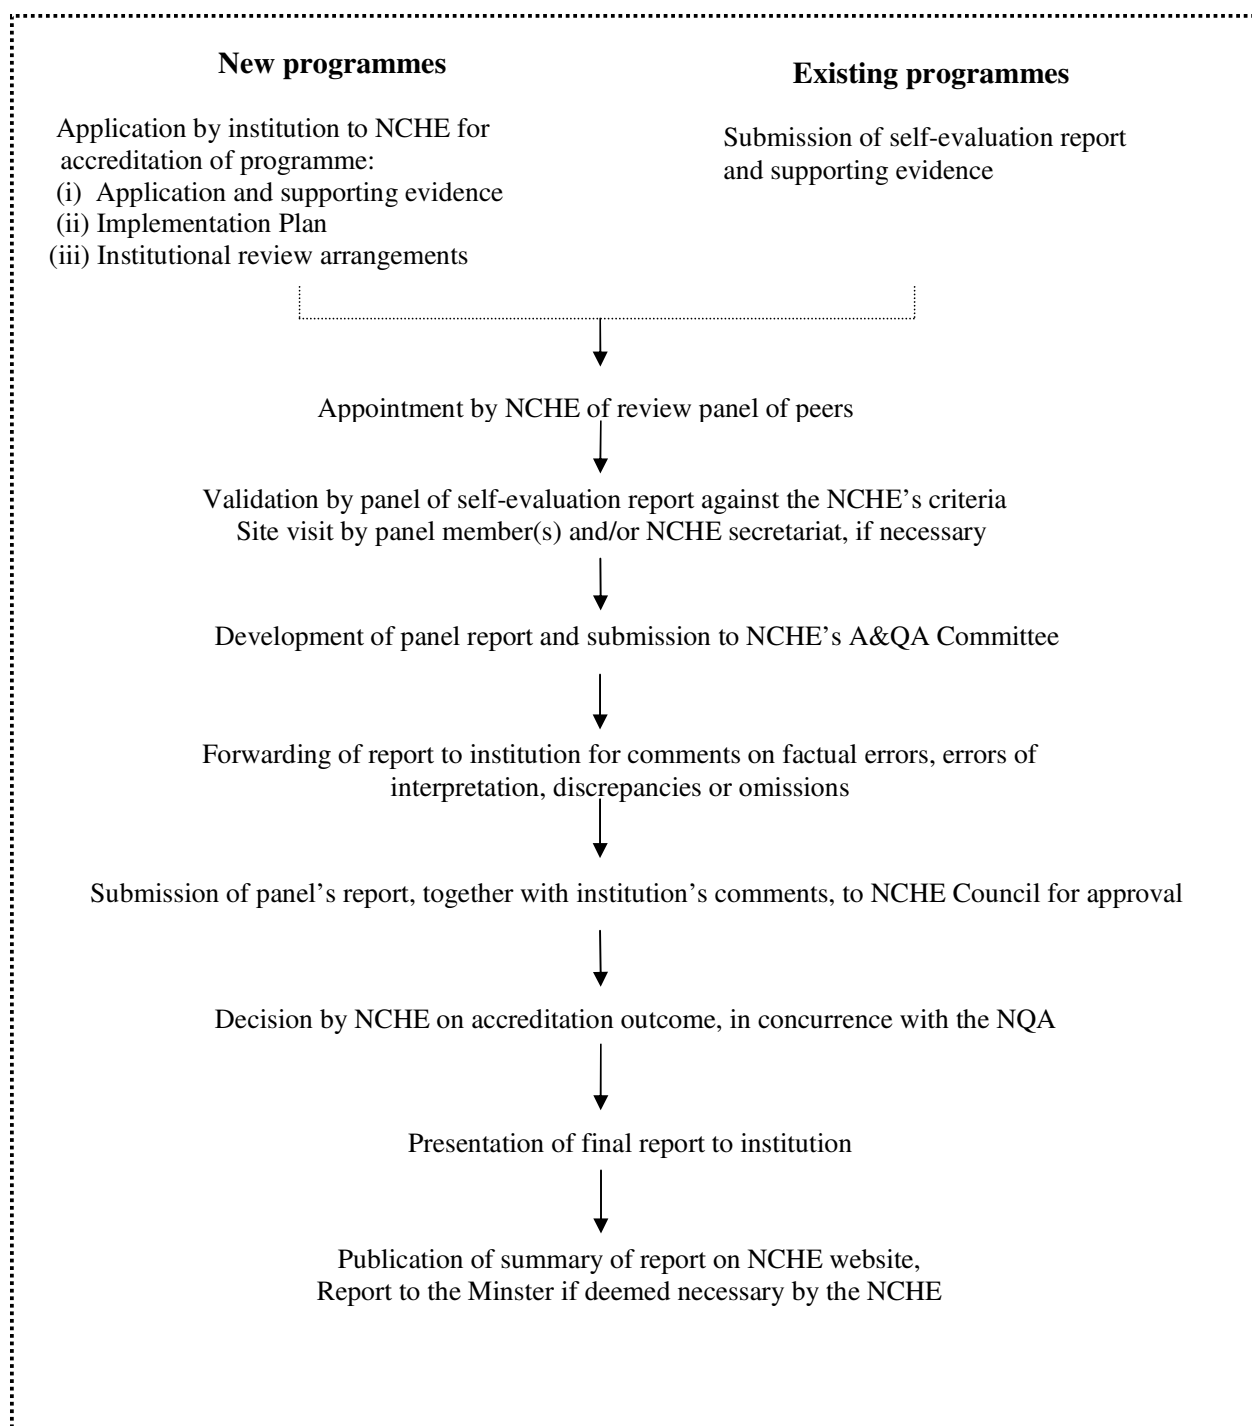 New programmes
Application by institution to NCHE for
accreditation of programme:
(i) Application and supporting evidence
(ii) Implementation Plan
(iii) Institutional review arrangements
Existing programmes
Submission of self-evaluation report
and supporting evidence
Appointment by NCHE of review panel of peers
Validation by panel of self-evaluation report against the NCHE's criteria
Site visit by panel member(s) and/or NCHE secretariat, if necessary
Development of panel report and submission to NCHE's A&QA Committee
Forwarding of report to institution for comments on factual errors, errors of
interpretation, discrepancies or omissions
Submission of panel's report, together with institution's comments, to NCHE Council for approval
Decision by NCHE on accreditation outcome, in concurrence with the NQA
Presentation of final report to institution
Publication of summary of report on NCHE website,
Report to the Minster if deemed necessary by the NCHE